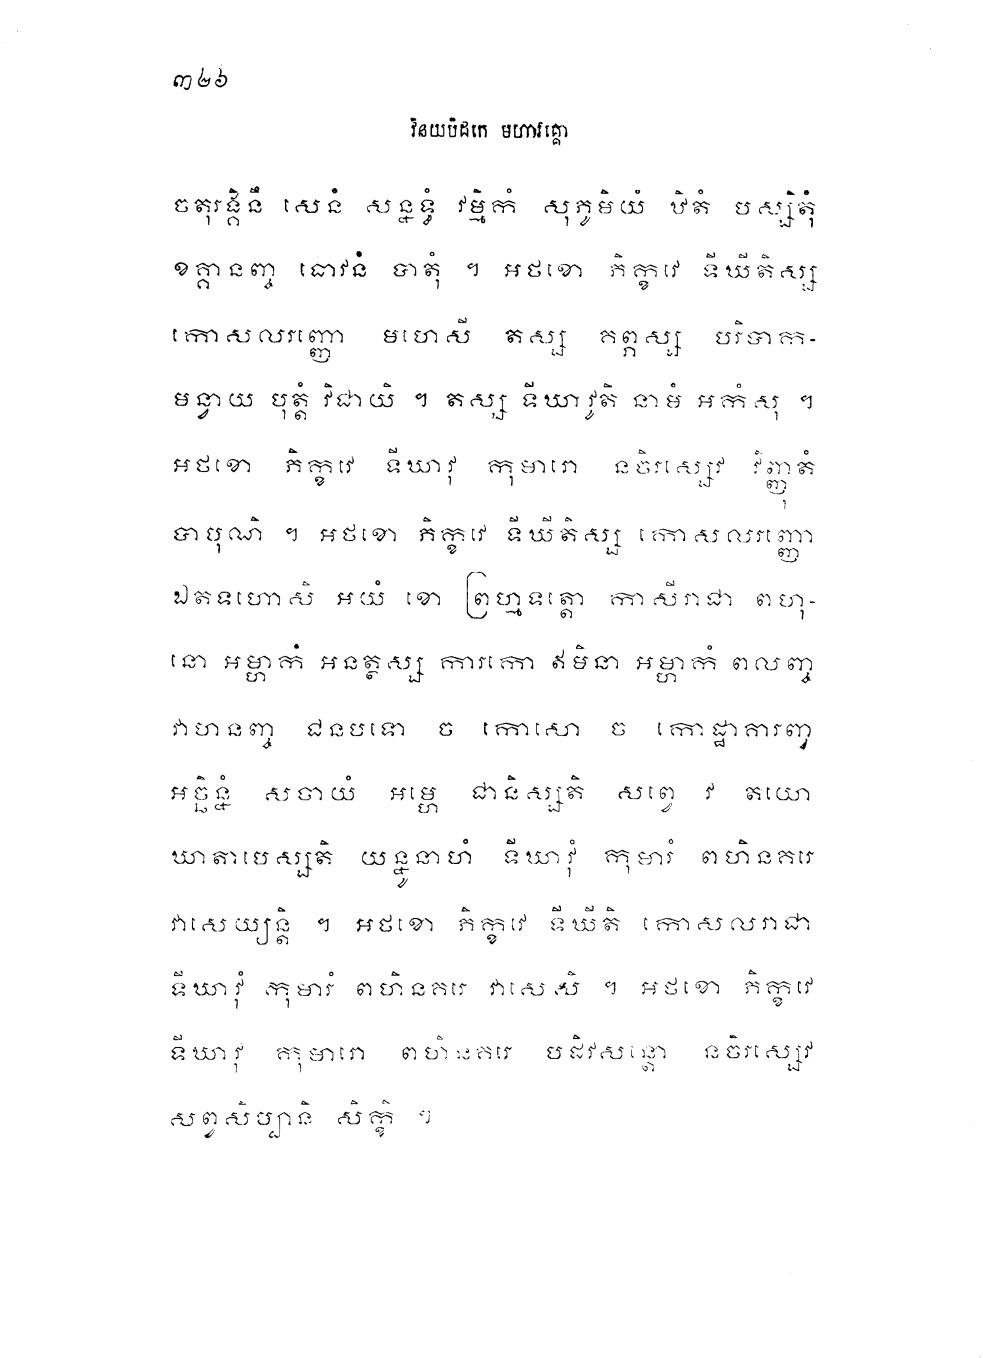 ៣២៦
វិនយបិដកេ មហាវគ្គោ
ចតុរង្គិនឹ សេនំ សន្នទ្ធំ វម្មិកំ សុភូមិយំ ឋិតំ បស្សិតុំ
ខគ្គានញ្ច ធោវនំ បាតុំ ។ អថខោ ភិក្ខវេ ទីឃីតិស្ស
កោសលរញ្ញោ មហេសី តស្ស គព្ភស្ស បរិបាក-
មន្វាយ បុត្តំ វិជាយិ ។ តស្ស ទីឃាវូតិ នាមំ អកំសុ ។
អថខោ ភិក្ខវេ ទីឃាវុ កុមារោ នចិរស្សេវ វិញ្ញុតំ
បាបុណិ ។ អថខោ ភិក្ខវេ ទីឃីតិស្ស កោសលរញ្ញោ
ឯតទហោសិ អយំ ខោ ព្រហ្មទត្តោ កាសីរាជា ពហុ-
នោ អម្ហាកំ អនត្ថស្ស ការកោ ឥមិនា អម្ហាកំ ពលញ្ច
វាហនញ្ច ជនបទោ ច កោសោ ច កោដ្ឋាគារញ្ច
អច្ឆិន្នំ សចាយំ អម្ហេ ជានិស្សតិ សព្វេ វ តយោ
ឃាតាបេស្សតិ យន្នូនាហំ ទីឃាវុំ កុមារំ ពហិនគរេ
វាសេយ្យន្តិ ។ អថខោ ភិក្ខវេ ទីឃីតិ កោសលរាជា
ទីឃាវុំ កុមារំ ពហិនគរេ វាសេសិ ។ អថខោ ភិក្ខវេ
ទីឃាវុ កុមារោ ពហិនគរេ បដិវសន្តោ នចិរស្សេវ
សព្វសិប្បានិ សិក្ខិ ។